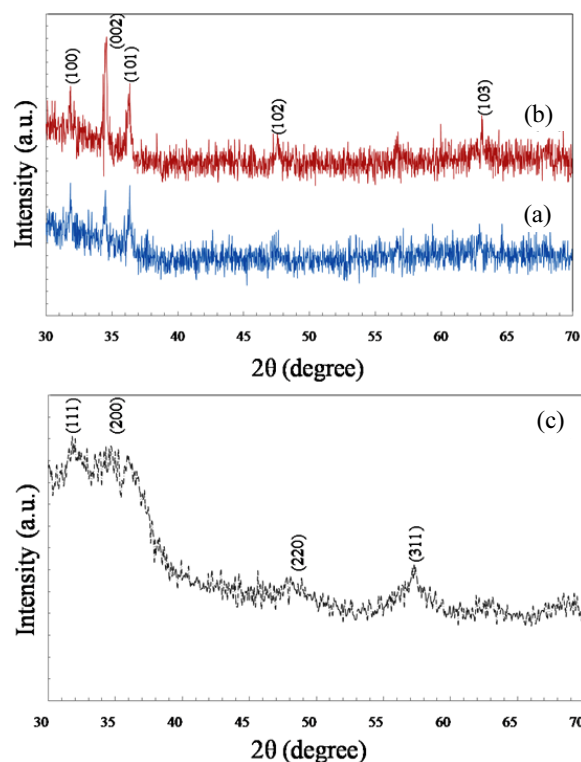 (002)
(100)
(101)
(102)
(103)
(b)
(a)
Intensity (a.u.)
30 35 40 45 50 55 60 65 70
2θ (degree)
(111)
(200)
(c)
(220)
(311)
Intensity (a.u.)
30 35 40 45 50 55 60 65 70
2θ (degree)